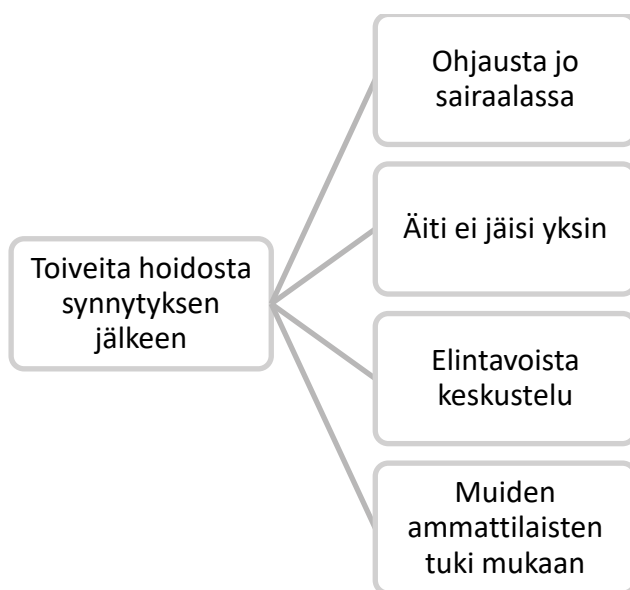 Toiveita hoidosta
synnytyksen
jälkeen
Ohjausta jo
sairaalassa
Äiti ei jäisi yksin
Elintavoista
keskustelu
Muiden
ammattilaisten
tuki mukaan